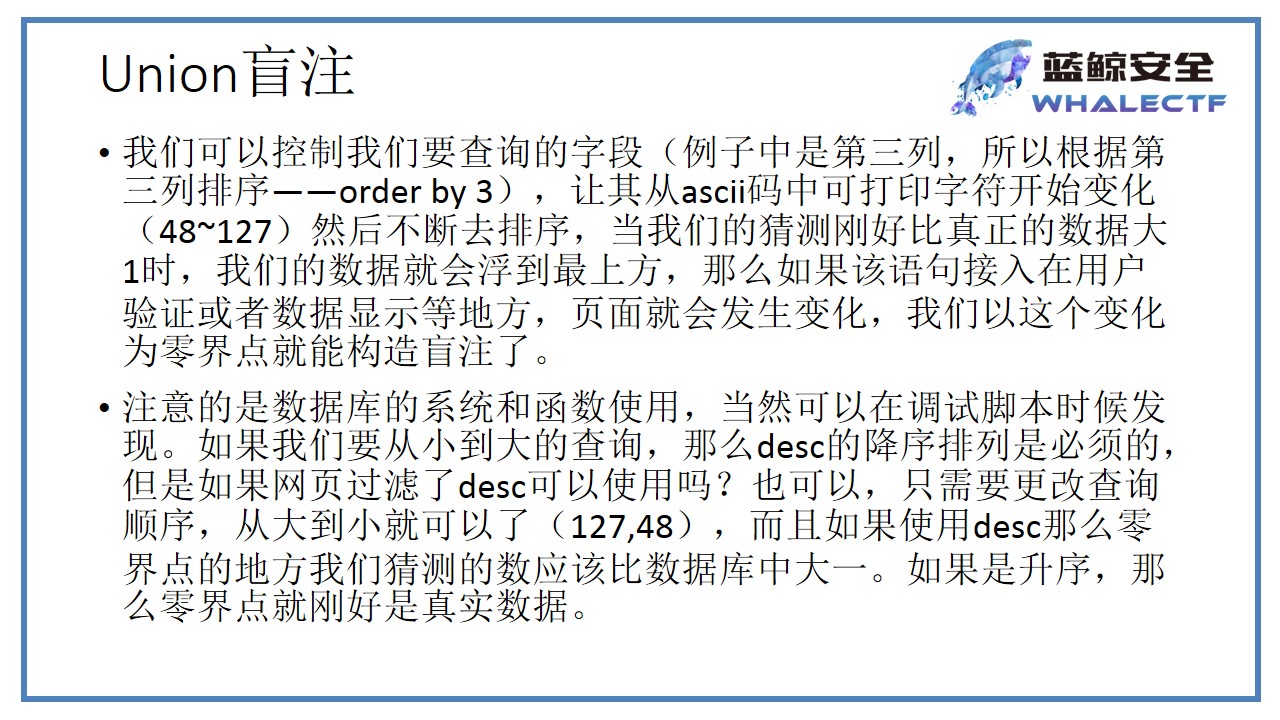 Union盲注
蓝鲸安全
WHALECTF
• 我们可以控制我们要查询的字段（例子中是第三列，所以根据第
三列排序——order by 3），让其从ascii码中可打印字符开始变化
（48~127）然后不断去排序，当我们的猜测刚好比真正的数据大
1时，我们的数据就会浮到最上方，那么如果该语句接入在用户
验证或者数据显示等地方，页面就会发生变化，我们以这个变化
为零界点就能构造盲注了。
• 注意的是数据库的系统和函数使用，当然可以在调试脚本时候发
现。如果我们要从小到大的查询，那么desc的降序排列是必须的，
但是如果网页过滤了desc可以使用吗？也可以，只需要更改查询
顺序，从大到小就可以了（127,48），而且如果使用desc那么零
界点的地方我们猜测的数应该比数据库中大一。如果是升序，那
么零界点就刚好是真实数据。